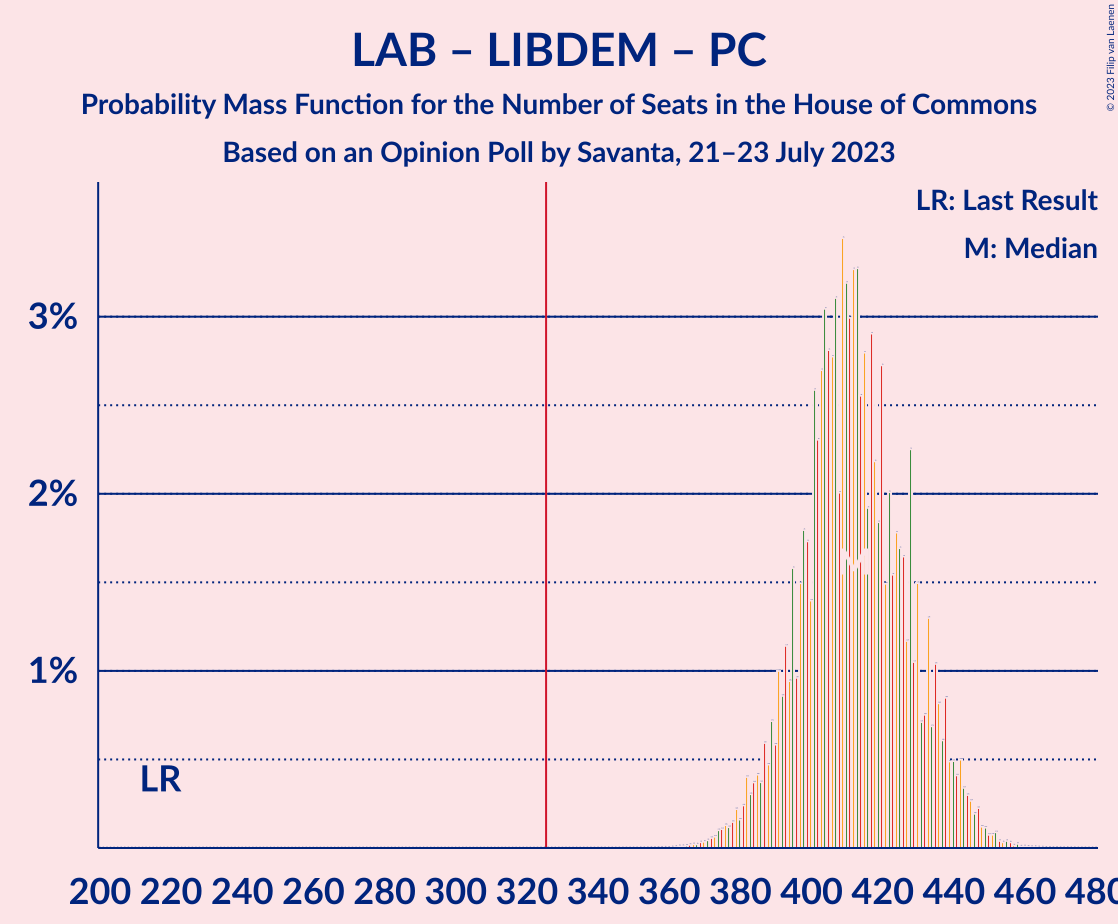 LAB – LIBDEM – PC
Probability Mass Function for the Number of Seats in the House of Commons
Based on an Opinion Poll by Savanta, 21–23 July 2023
© 2023 Filip van Laenen
LR: Last Result
M: Median
3%
2%
1%
LR
200 220 240 260 280 300 320 340 360 380 400 420 440 460 480